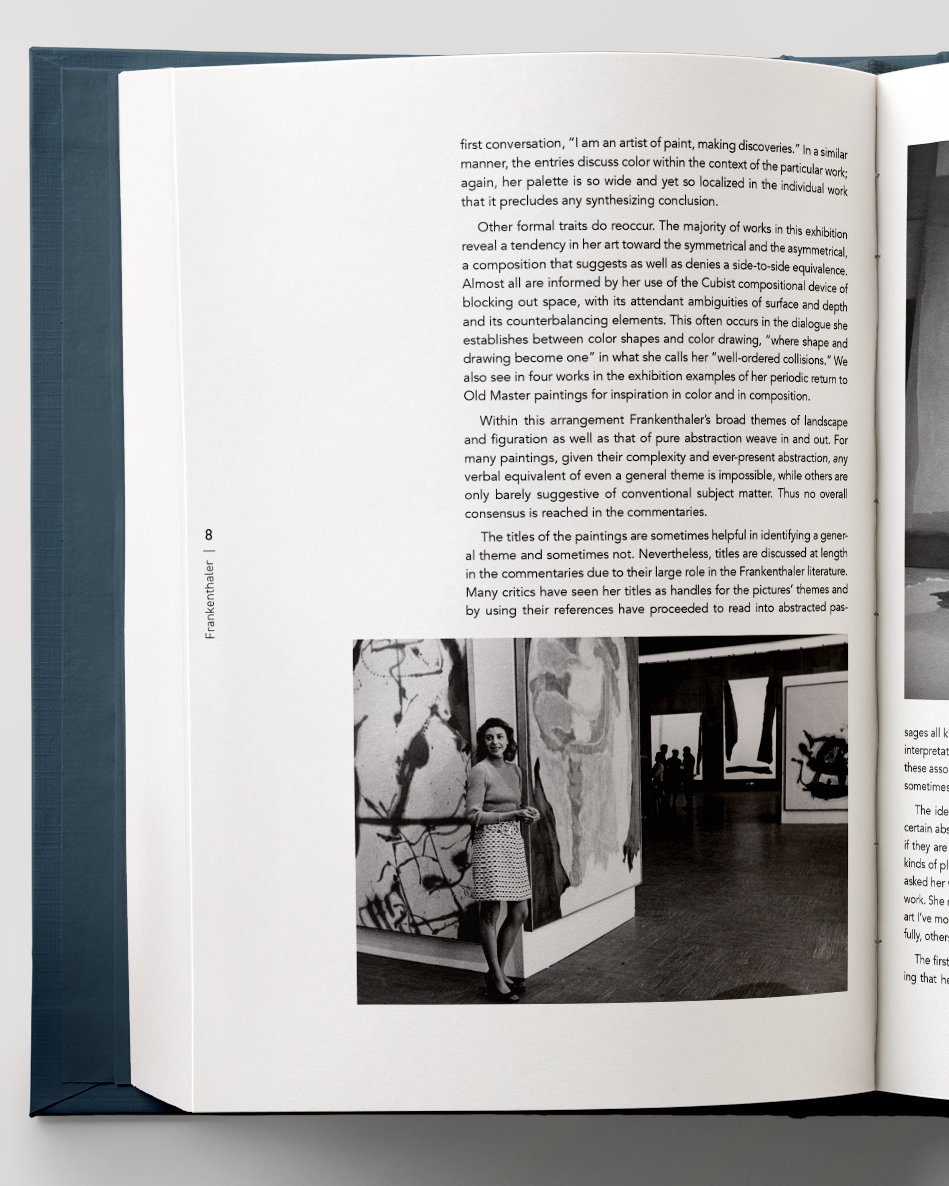 first conversation, “I am an artist of paint, making discoveries.” In a similar
manner, the entries discuss color within the context of the particular work;
again, her palette is so wide and yet so localized in the individual work
that it precludes any synthesizing conclusion.
Other formal traits do reoccur. The majority of works in this exhibition
reveal a tendency in her art toward the symmetrical and the asymmetrical,
a composition that suggests as well as denies a side-to-side equivalence.
Almost all are informed by her use of the Cubist compositional device of
blocking out space, with its attendant ambiguities of surface and depth
and its counterbalancing elements. This often occurs in the dialogue she
establishes between color shapes and color drawing, “where shape and
drawing become one” in what she calls her “well-ordered collisions.” We
also see in four works in the exhibition examples of her periodic return to
Old Master paintings for inspiration in color and in composition.
Within this arrangement Frankenthaler’s broad themes of landscape
and figuration as well as that of pure abstraction weave in and out. For
many paintings, given their complexity and ever-present abstraction, any
verbal equivalent of even a general theme is impossible, while others are
only barely suggestive of conventional subject matter. Thus no overall
consensus is reached in the commentaries.
The titles of the paintings are sometimes helpful in identifying a gener-
al theme and sometimes not. Nevertheless, titles are discussed at length
in the commentaries due to their large role in the Frankenthaler literature.
Many critics have seen her titles as handles for the pictures’ themes and
by using their references have proceeded to read into abstracted pas-
Frankenthaler | 8
sages all k
interpretat
these asso
sometimes
The ide
certain abs
if they are
kinds of pl
asked her
work. She
art I’ve mo
fully, others
The first
ing that he